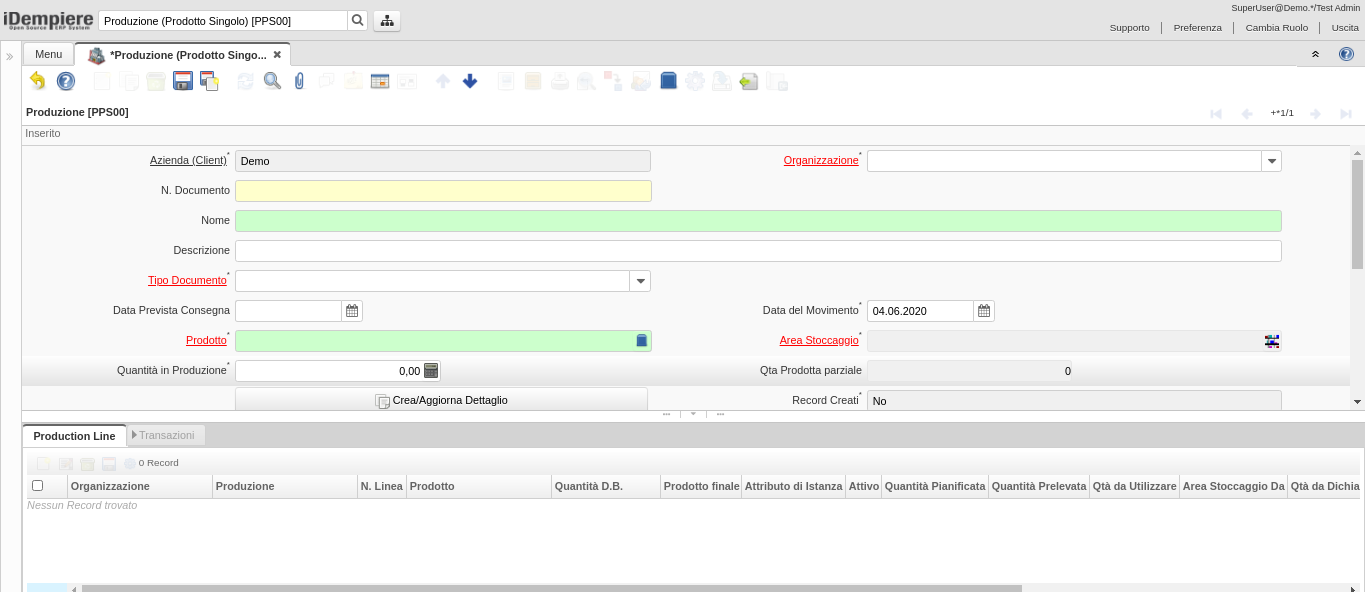 SuperUser@Demo.*/Test Admin
iDempiere
Open Source ERP System
Produzione (Prodotto Singolo) [PPS00]
Supporto | Preferenza | Cambia Ruolo | Uscita
» Menu *Produzione (Prodotto Singo... ✖
Produzione [PPS00]
+*1/1
Inserito
Azienda (Client)* Demo Organizzazione*
N. Documento
Nome
Descrizione
Tipo Documento*
Data Prevista Consegna Data del Movimento* 04.06.2020
Prodotto* Area Stoccaggio*
Quantità in Produzione* 0,00 Qta Prodotta parziale 0
Crea/Aggiorna Dettaglio Record Creati* No
Production Line Transazioni
0 Record
Organizzazione Produzione N. Linea Prodotto Quantità D.B. Prodotto finale Attributo di Istanza Attivo Quantità Pianificata Quantità Prelevata Qtà da Utilizzare Area Stoccaggio Da Qtà da Dichia
Nessun Record trovato